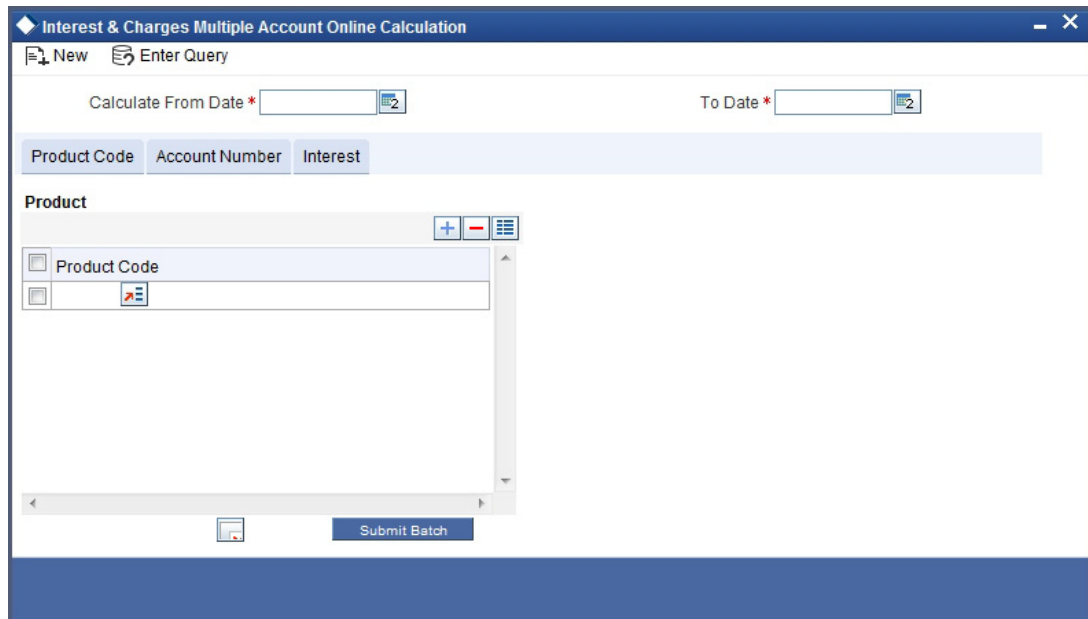 Interest & Charges Multiple Account Online Calculation
New Enter Query
Calculate From Date * To Date *
Product Code Account Number Interest
Product
Product Code
Submit Batch